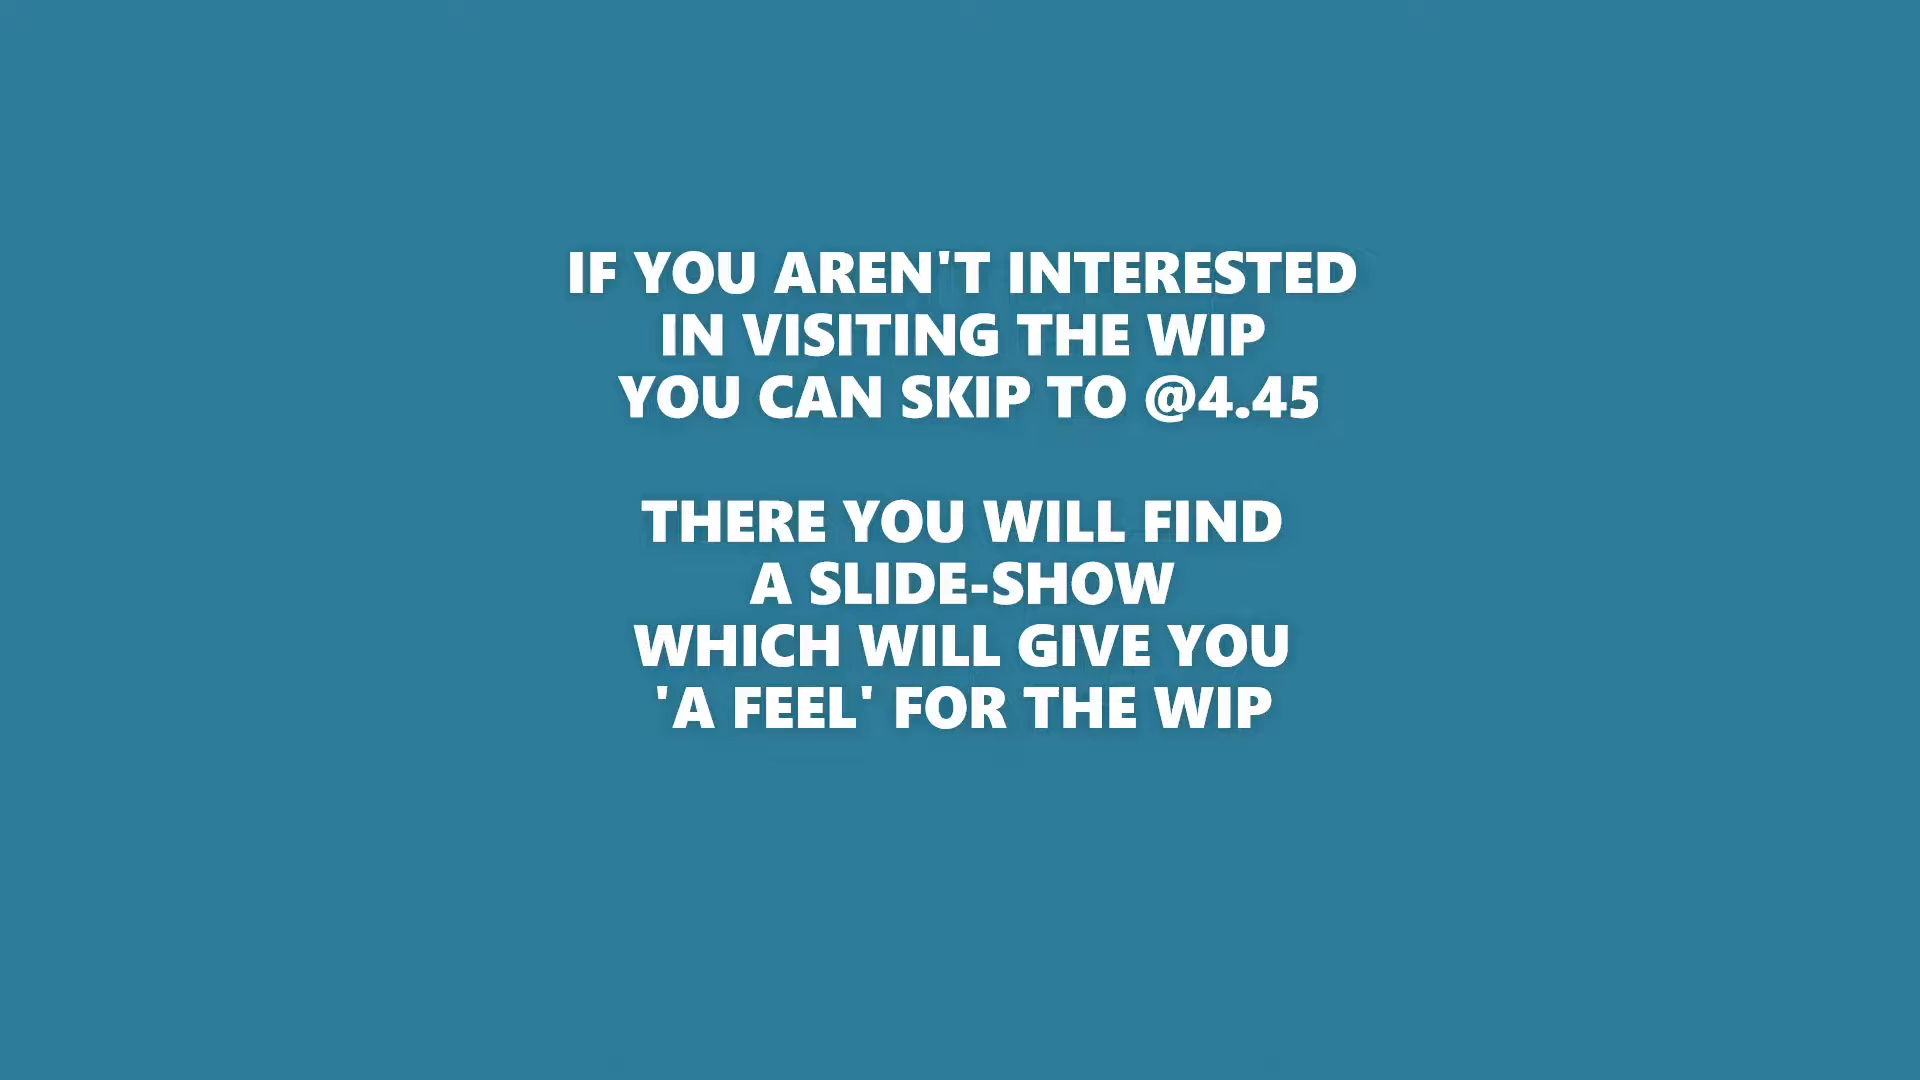 IF YOU AREN'T INTERESTED
IN VISITING THE WIP
YOU CAN SKIP TO @4.45
THERE YOU WILL FIND
A SLIDE-SHOW
WHICH WILL GIVE YOU
'A FEEL' FOR THE WIP